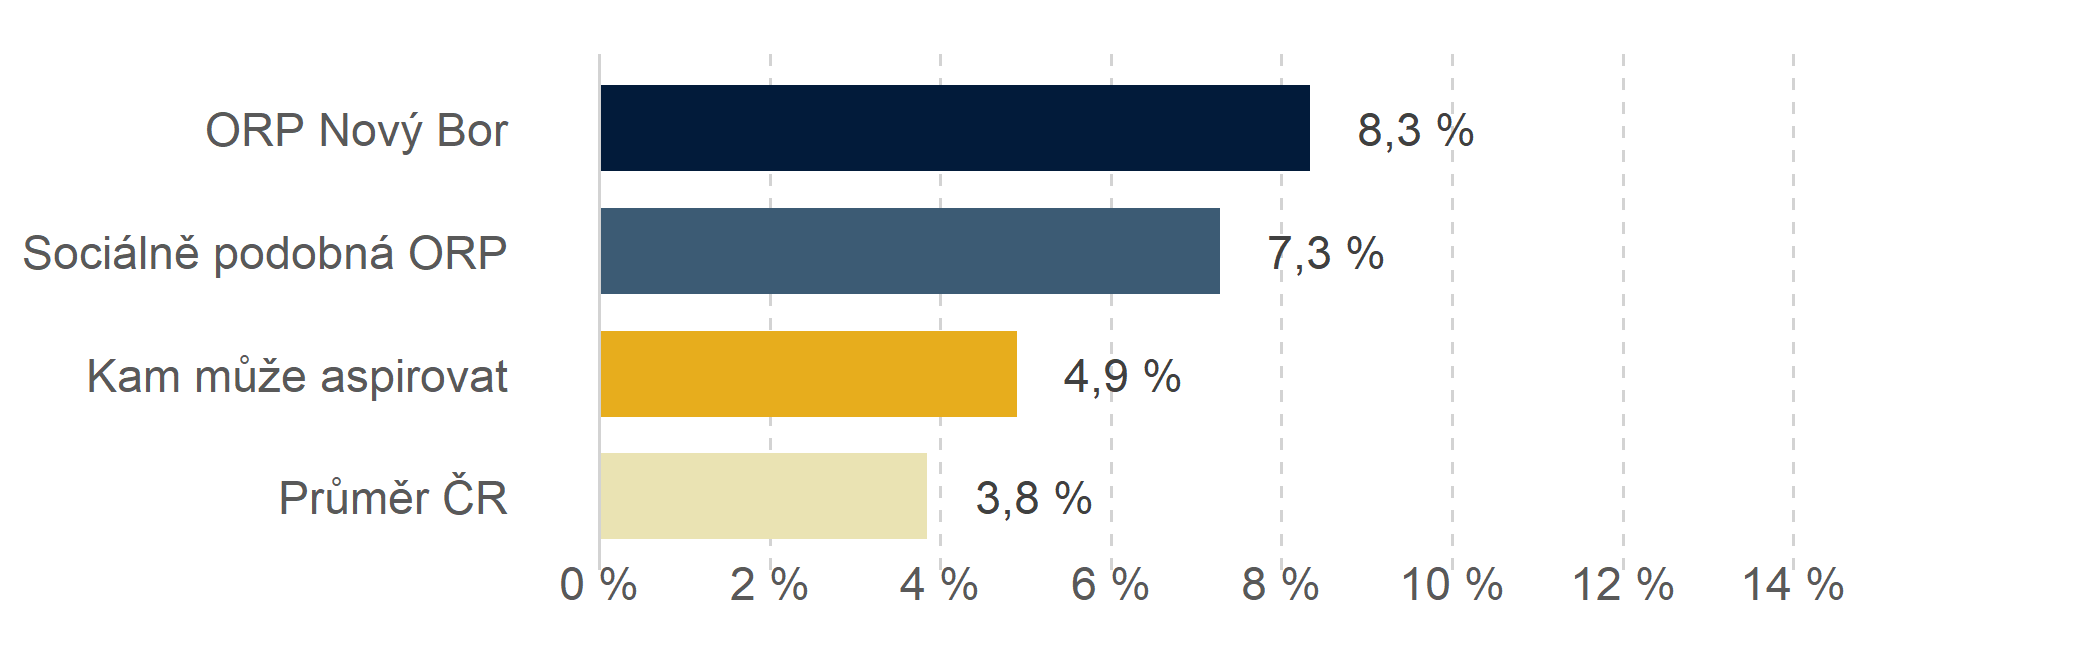 ORP Nový Bor 8,3 %
Sociálně podobná ORP 7,3 %
Kam může aspirovat 4,9 %
Průměr ČR 3,8 %
0 % 2 % 4 % 6 % 8 % 10 % 12 % 14 %